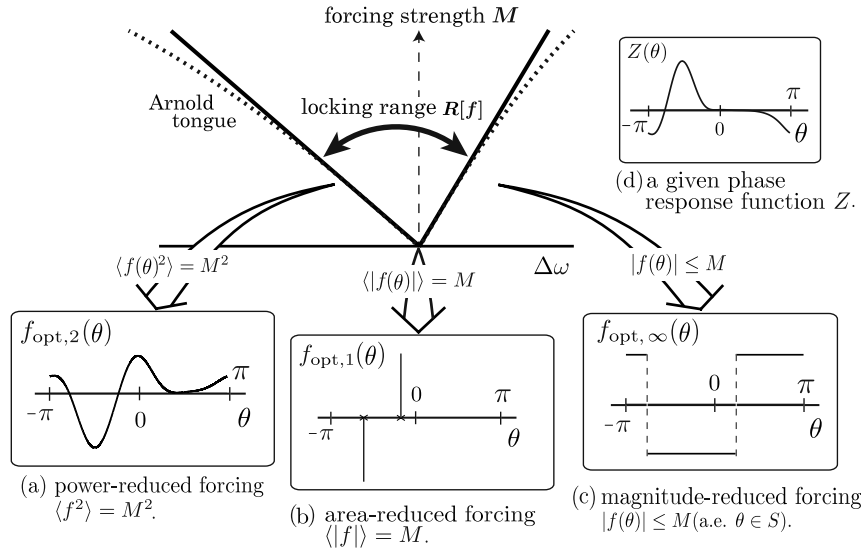 forcing strength M
Arnold
tongue
locking range R[f]
Δω
Z(θ)
-π
0
π
θ
(d) a given phase
response function Z.
⟨f(θ)²⟩ = M²
⟨|f(θ)|⟩ = M
|f(θ)| ≤ M
f_opt,2(θ)
-π
0
π
θ
(a) power-reduced forcing
⟨f²⟩ = M².
f_opt,1(θ)
-π
0
π
θ
(b) area-reduced forcing
⟨|f|⟩ = M.
f_opt,∞(θ)
-π
0
π
θ
(c) magnitude-reduced forcing
|f(θ)| ≤ M(a.e. θ ∈ S).